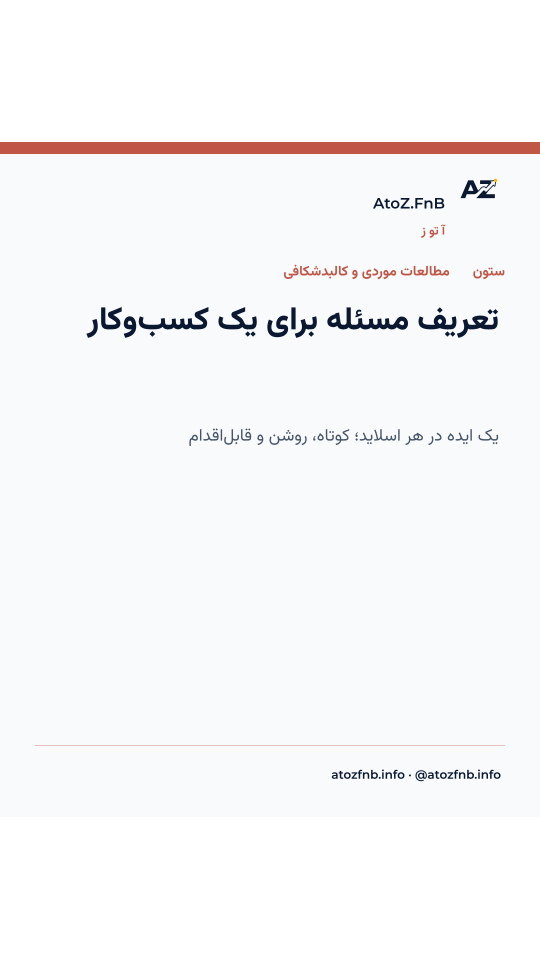 AZ
AtoZ.FnB
آ تو ز
ستون مطالعات موردی و کالبدشکافی
تعریف مسئله برای یک کسب‌وکار
یک ایده در هر اسلاید؛ کوتاه، روشن و قابل‌اقدام
atozfnb.info · @atozfnb.info